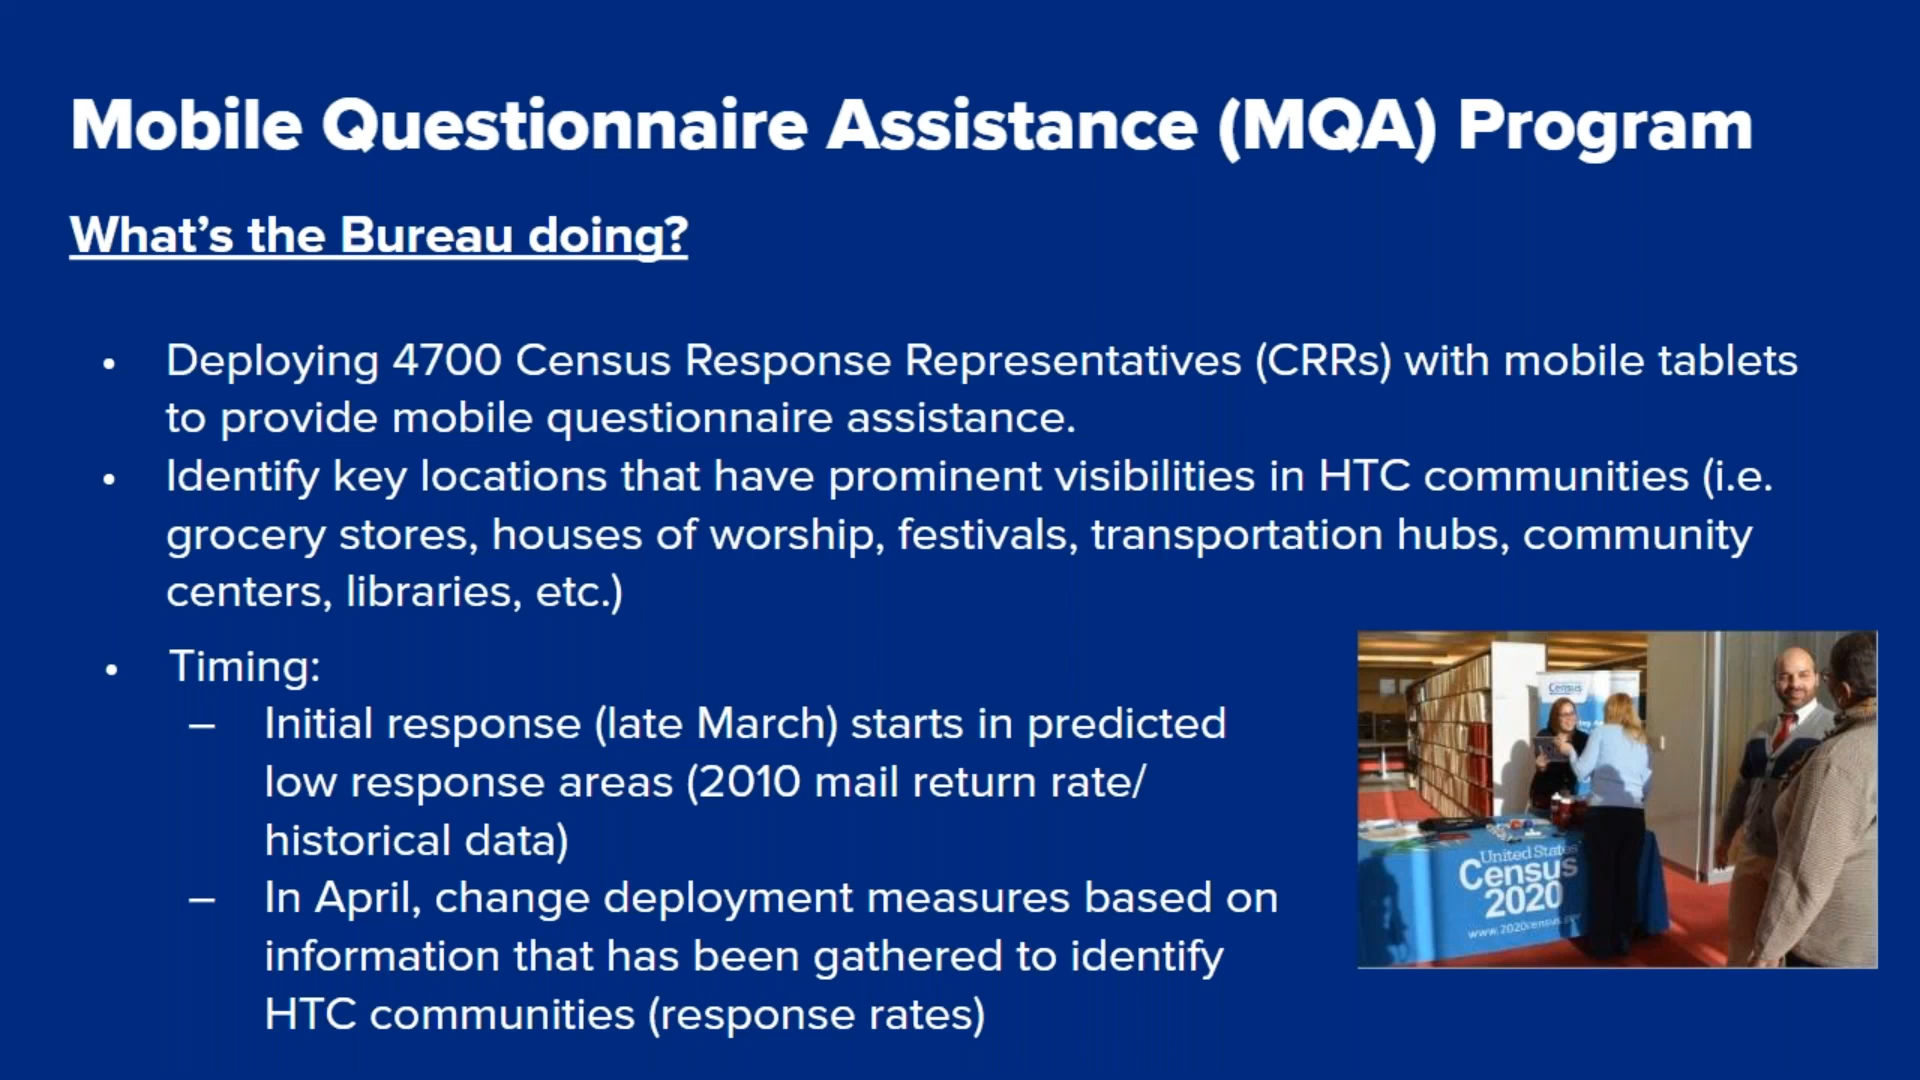 Mobile Questionnaire Assistance (MQA) Program
What's the Bureau doing?
• Deploying 4700 Census Response Representatives (CRRs) with mobile tablets
to provide mobile questionnaire assistance.
• Identify key locations that have prominent visibilities in HTC communities (i.e.
grocery stores, houses of worship, festivals, transportation hubs, community
centers, libraries, etc.)
• Timing:
– Initial response (late March) starts in predicted
low response areas (2010 mail return rate/
historical data)
– In April, change deployment measures based on
information that has been gathered to identify
HTC communities (response rates)
Census
United States
Census
2020
www.2020census.gov